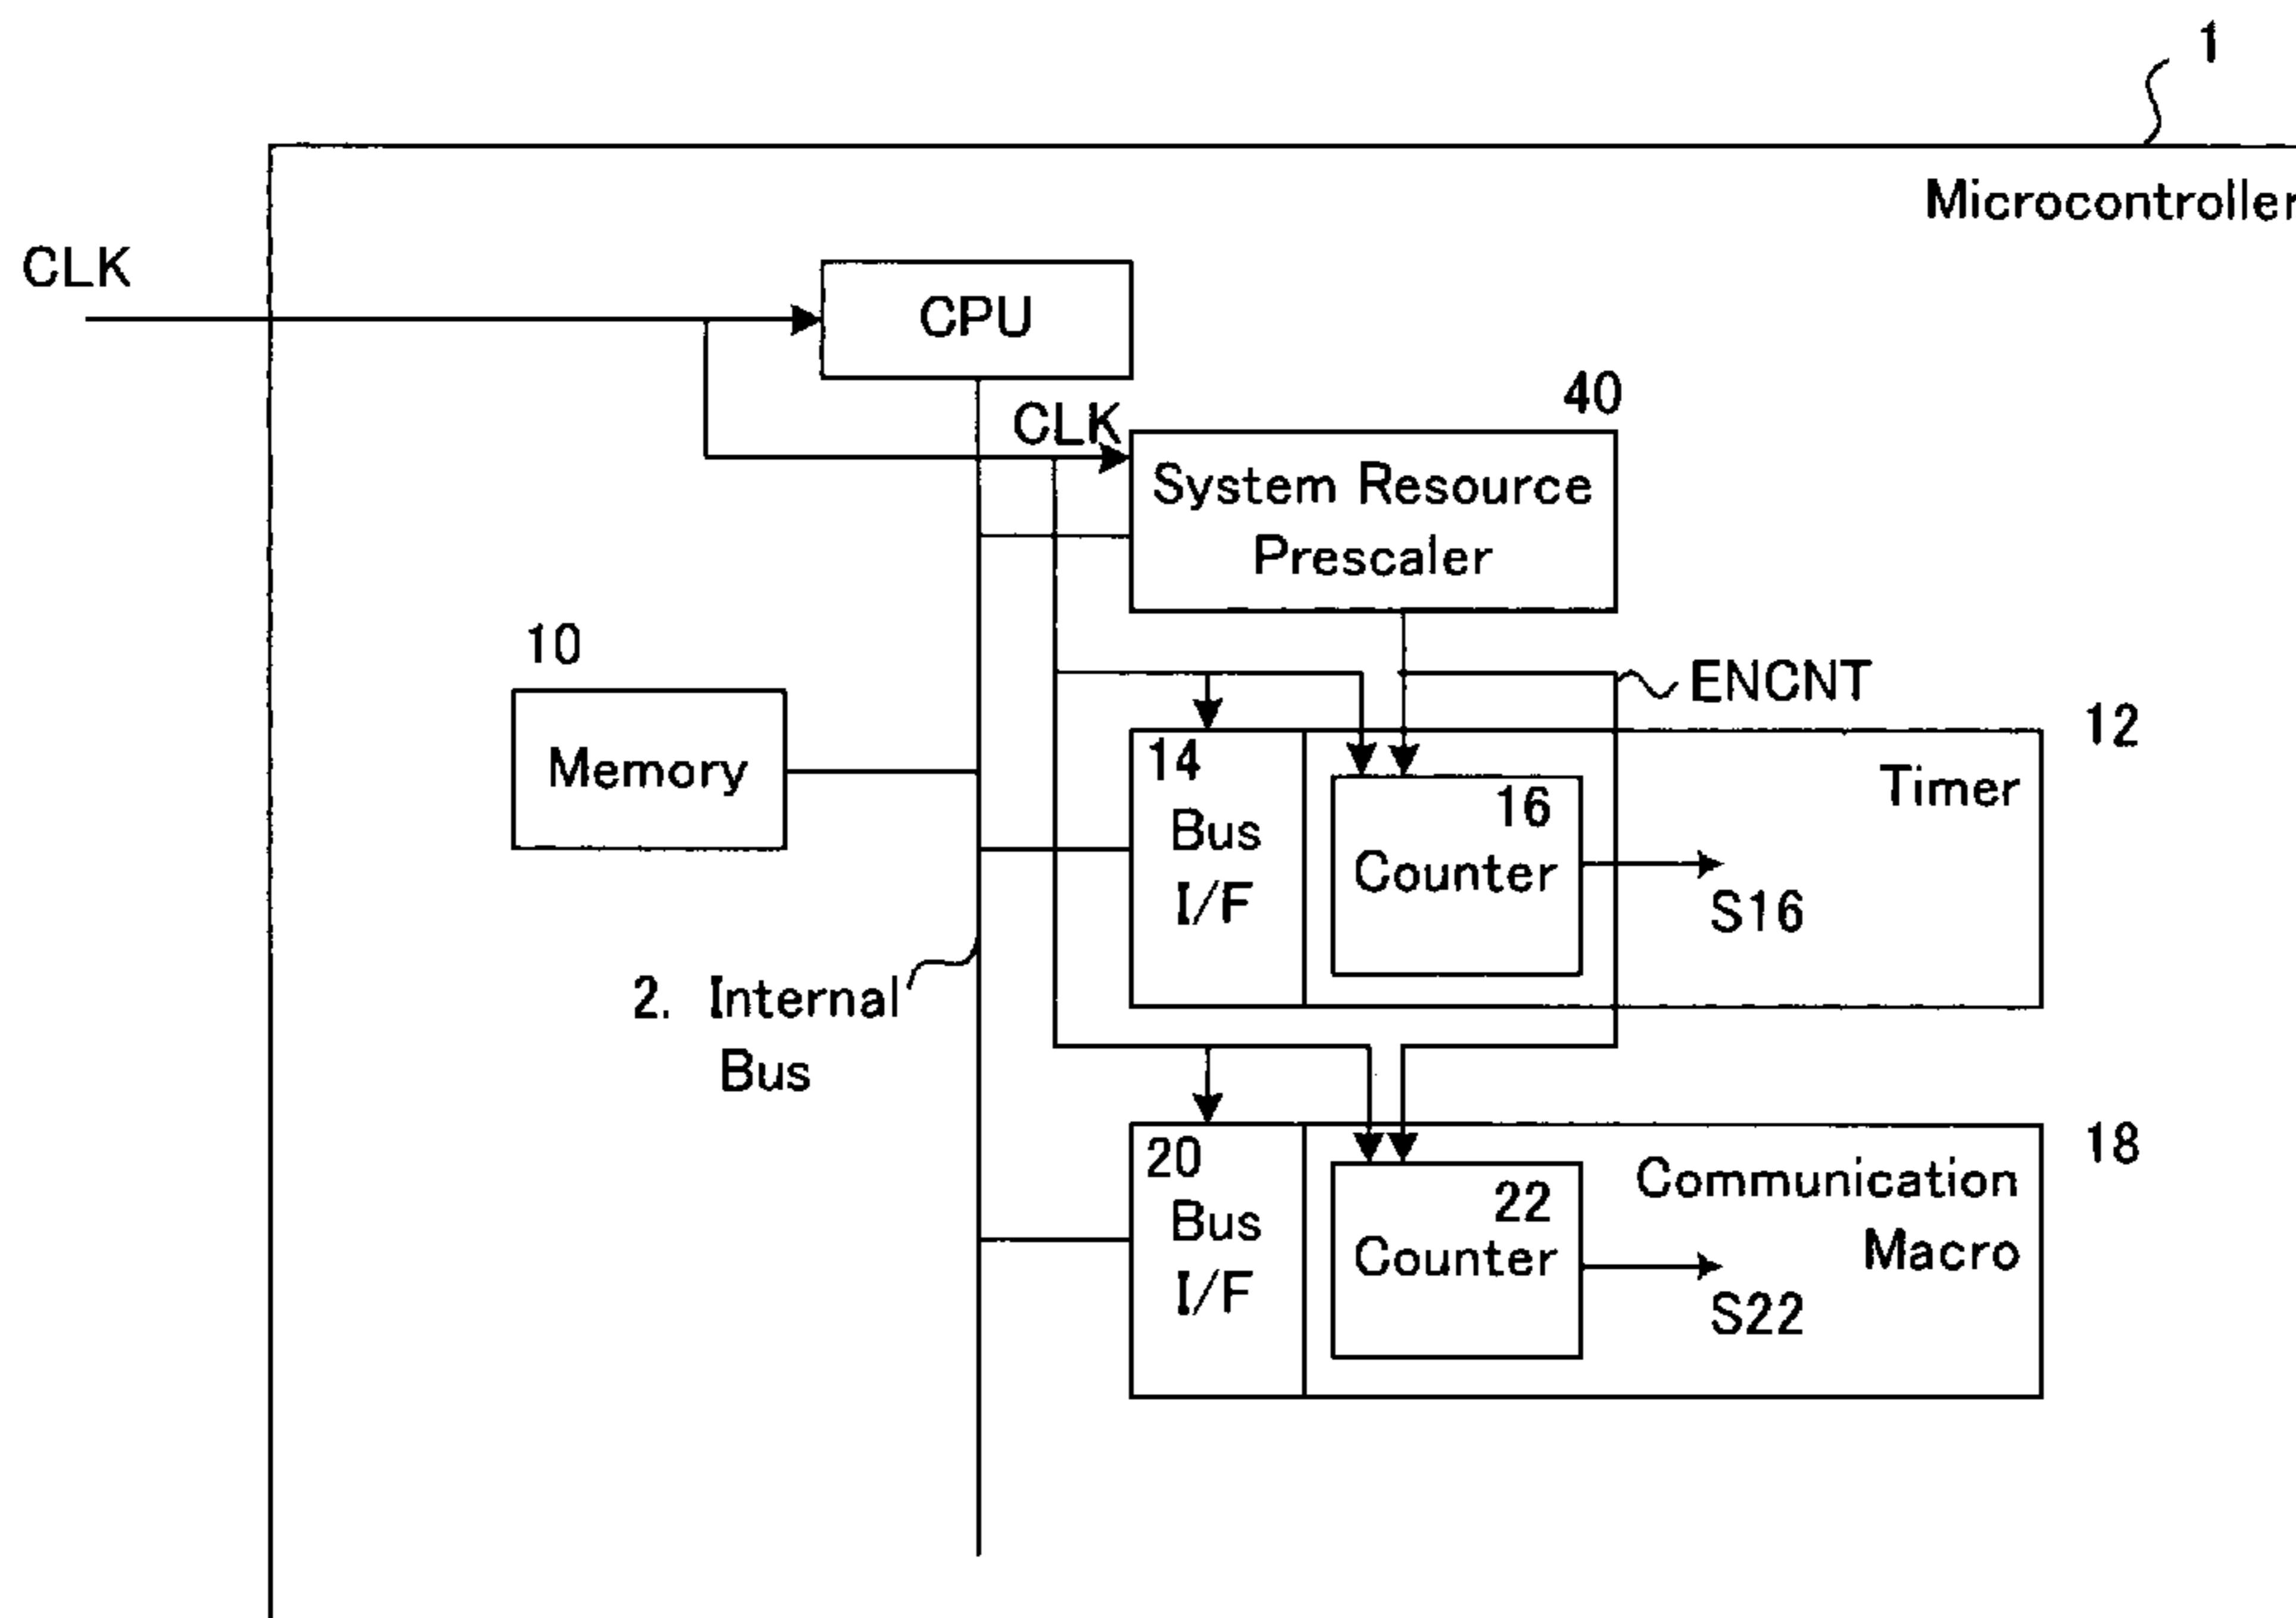 1
Microcontroller
CLK
CPU
CLK
40
System Resource
Prescaler
10
Memory
ENCNT
12
14
Bus
I/F
16
Counter
Timer
S16
2. Internal
Bus
18
20
Bus
I/F
22
Counter
Communication
Macro
S22